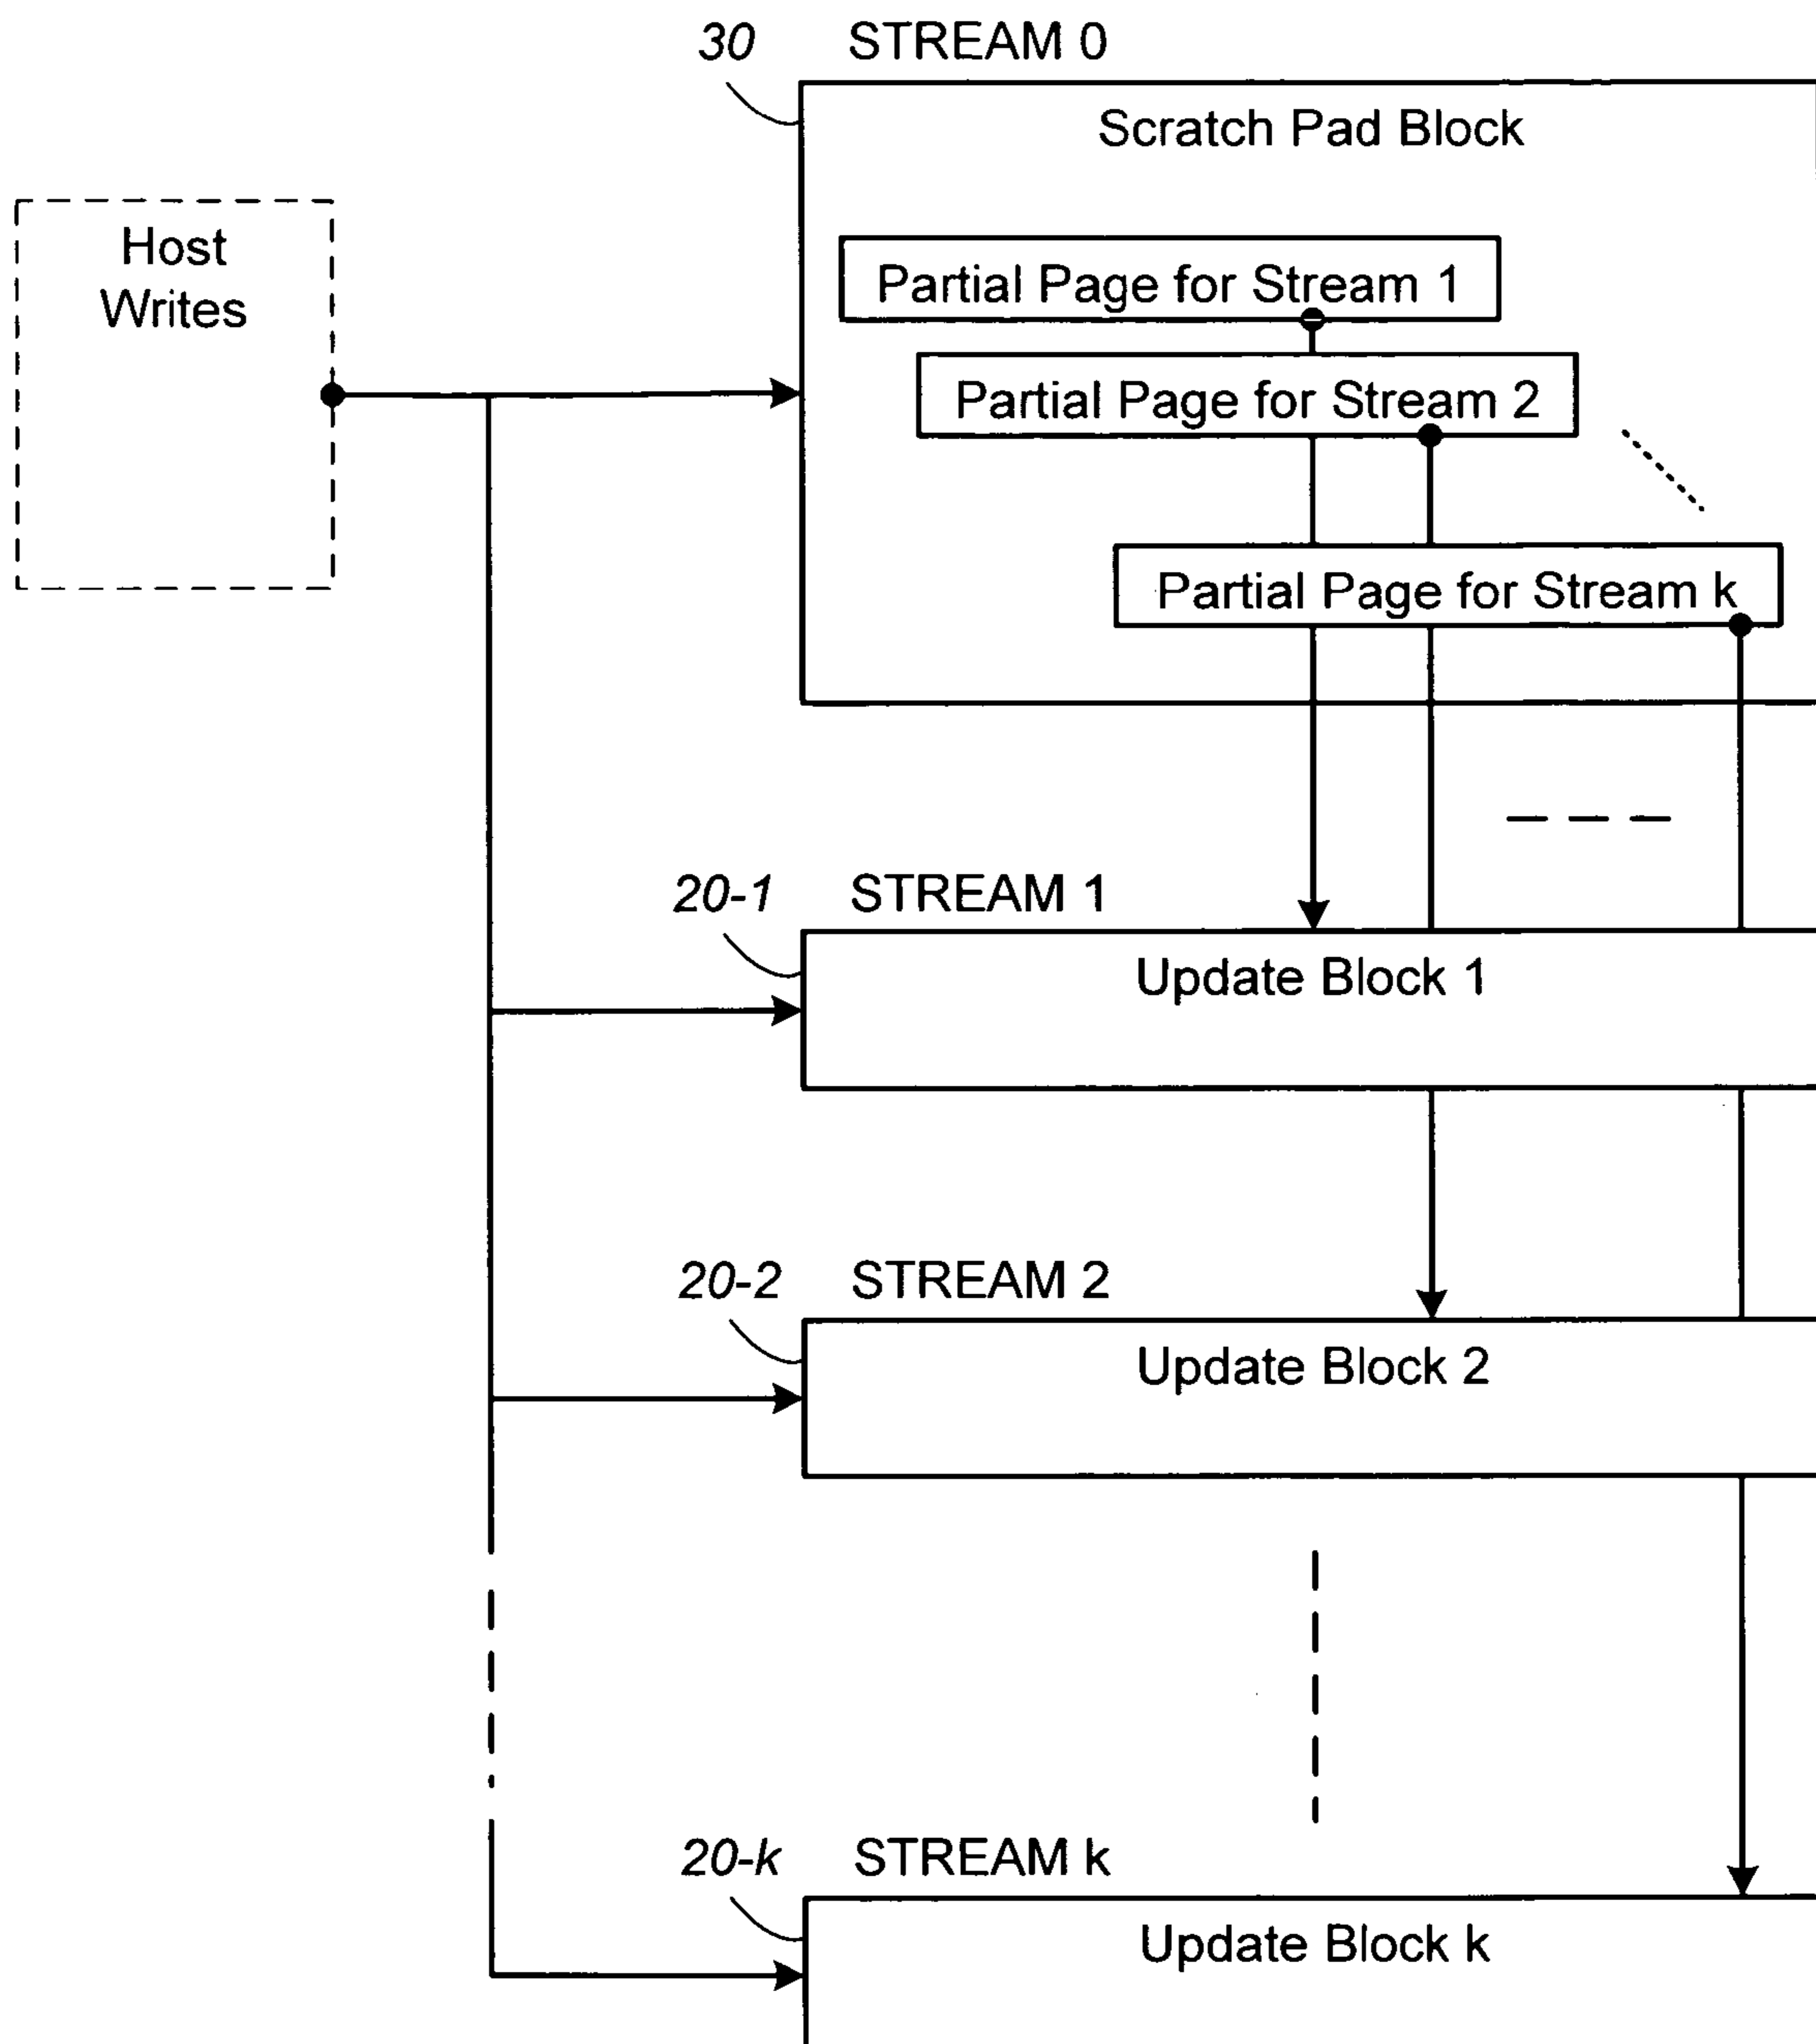 30 STREAM 0
Scratch Pad Block
Host
Writes
Partial Page for Stream 1
Partial Page for Stream 2
Partial Page for Stream k
20-1 STREAM 1
Update Block 1
20-2 STREAM 2
Update Block 2
20-k STREAM k
Update Block k